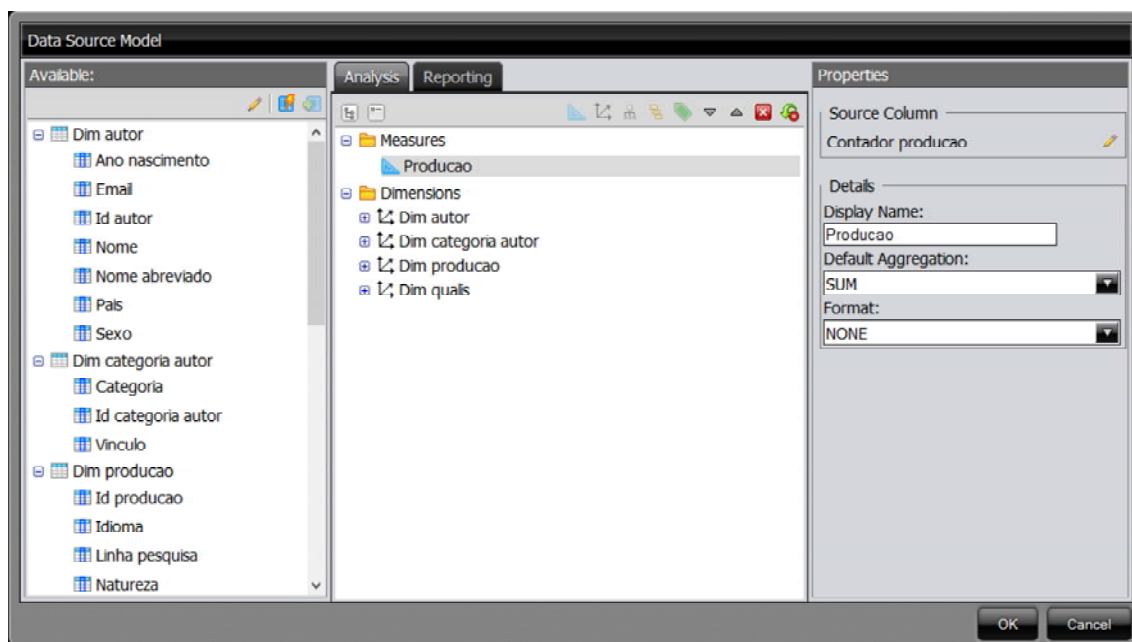 Data Source Model
Available:
Dim autor
Ano nascimento
Email
Id autor
Nome
Nome abreviado
Pais
Sexo
Dim categoria autor
Categoria
Id categoria autor
Vinculo
Dim producao
Id producao
Idioma
Linha pesquisa
Natureza
Analysis Reporting
Measures
Producao
Dimensions
Dim autor
Dim categoria autor
Dim producao
Dim qualis
Properties
Source Column
Contador producao
Details
Display Name:
Producao
Default Aggregation:
SUM
Format:
NONE
OK Cancel